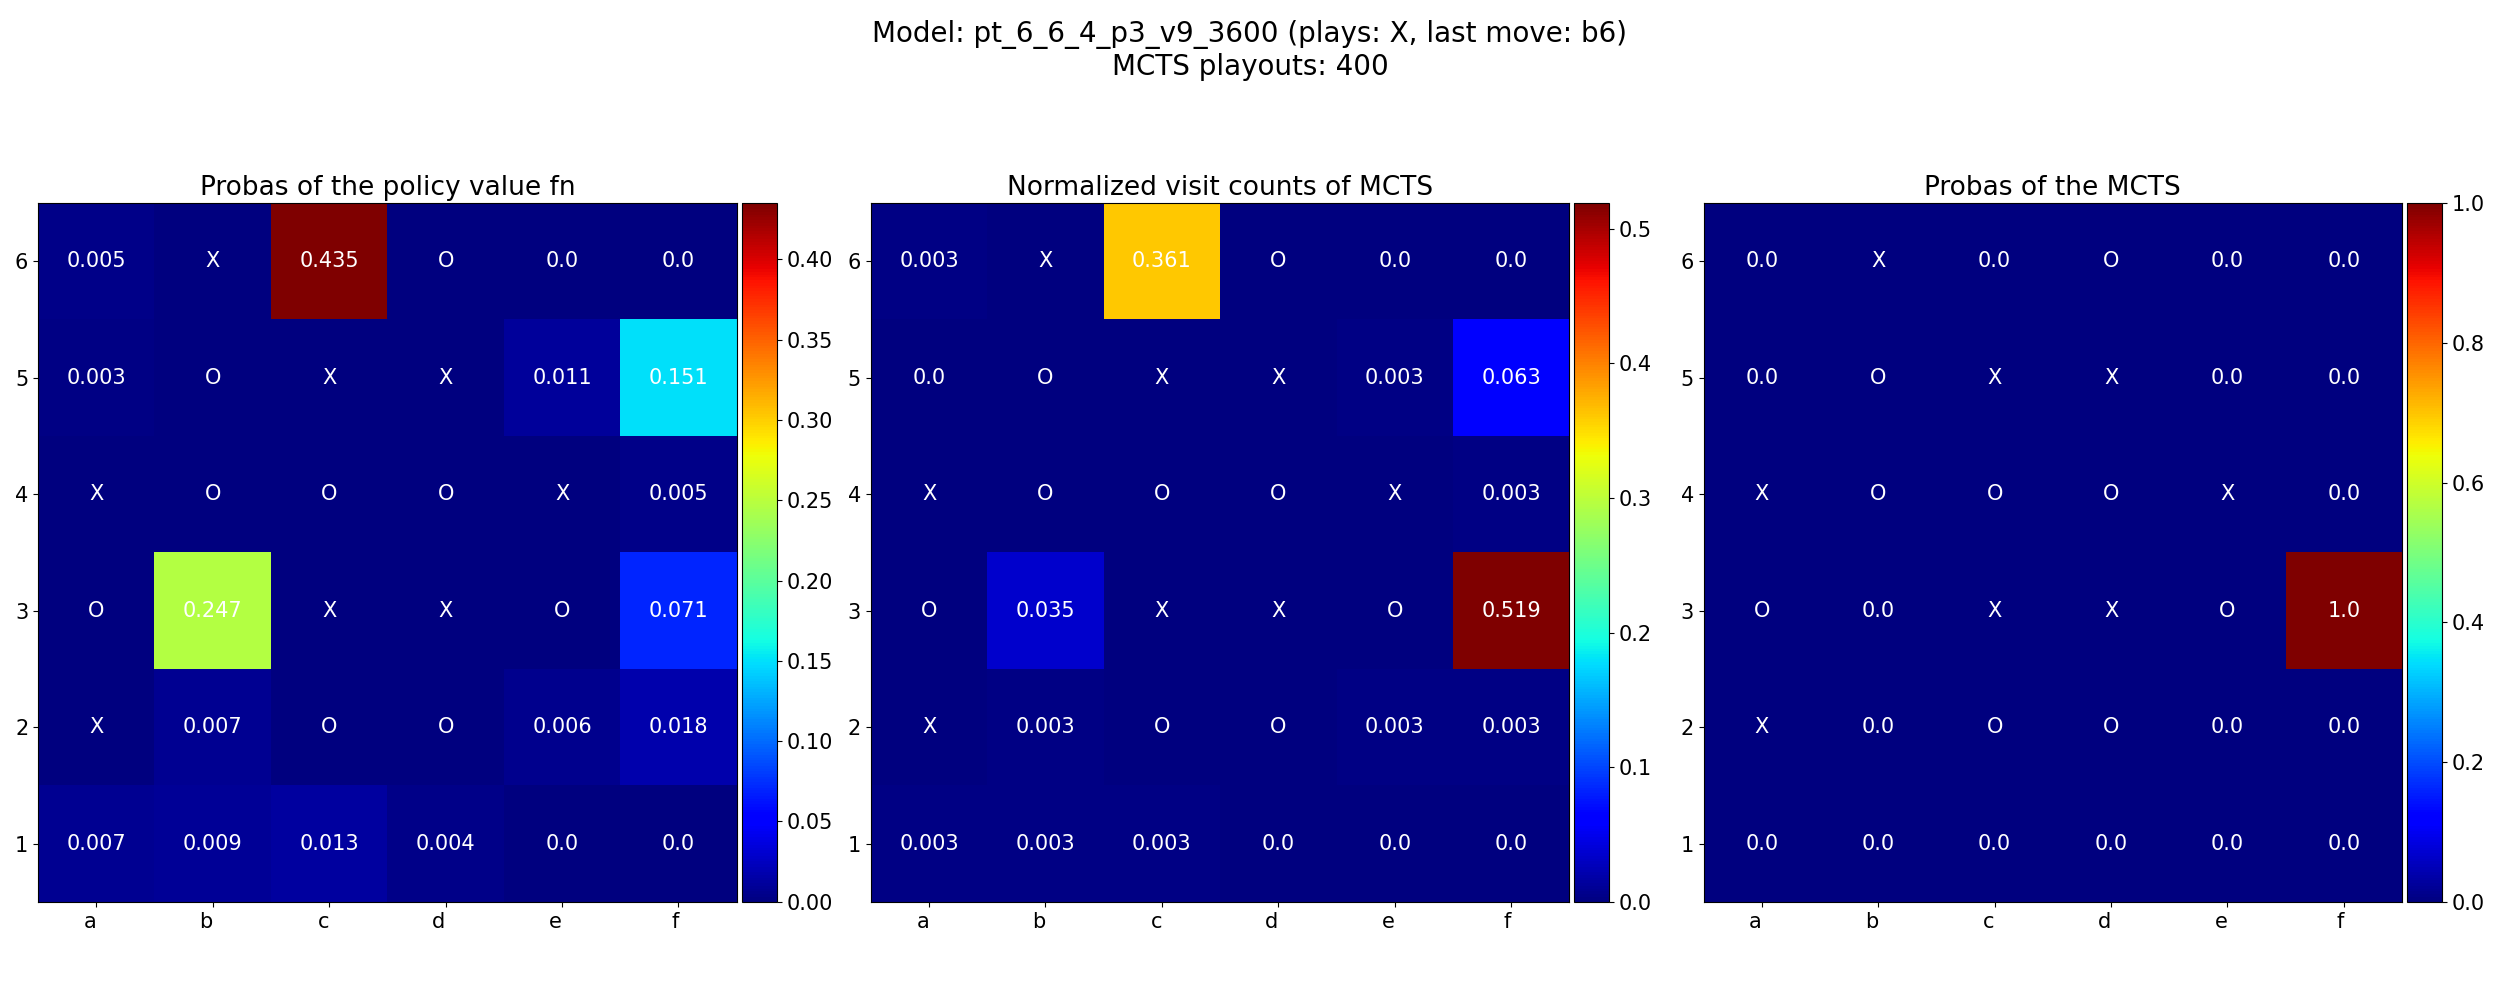 Model: pt_6_6_4_p3_v9_3600 (plays: X, last move: b6)
MCTS playouts: 400
Probas of the policy value fn
6 0.005 X 0.435 O 0.0 0.0
5 0.003 O X X 0.011 0.151
4 X O O O X 0.005
3 O 0.247 X X O 0.071
2 X 0.007 O O 0.006 0.018
1 0.007 0.009 0.013 0.004 0.0 0.0
a b c d e f
0.40
0.35
0.30
0.25
0.20
0.15
0.10
0.05
0.00
Normalized visit counts of MCTS
6 0.003 X 0.361 O 0.0 0.0
5 0.0 O X X 0.003 0.063
4 X O O O X 0.003
3 O 0.035 X X O 0.519
2 X 0.003 O O 0.003 0.003
1 0.003 0.003 0.003 0.0 0.0 0.0
a b c d e f
0.5
0.4
0.3
0.2
0.1
0.0
Probas of the MCTS
6 0.0 X 0.0 O 0.0 0.0
5 0.0 O X X 0.0 0.0
4 X O O O X 0.0
3 O 0.0 X X O 1.0
2 X 0.0 O O 0.0 0.0
1 0.0 0.0 0.0 0.0 0.0 0.0
a b c d e f
1.0
0.8
0.6
0.4
0.2
0.0